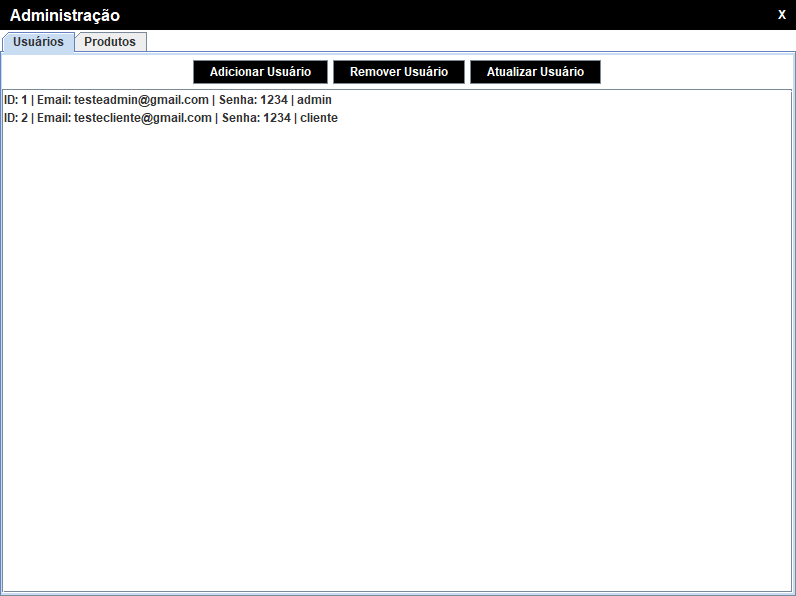 Administração X
Usuários Produtos
Adicionar Usuário Remover Usuário Atualizar Usuário
ID: 1 | Email: testeadmin@gmail.com | Senha: 1234 | admin
ID: 2 | Email: testecliente@gmail.com | Senha: 1234 | cliente